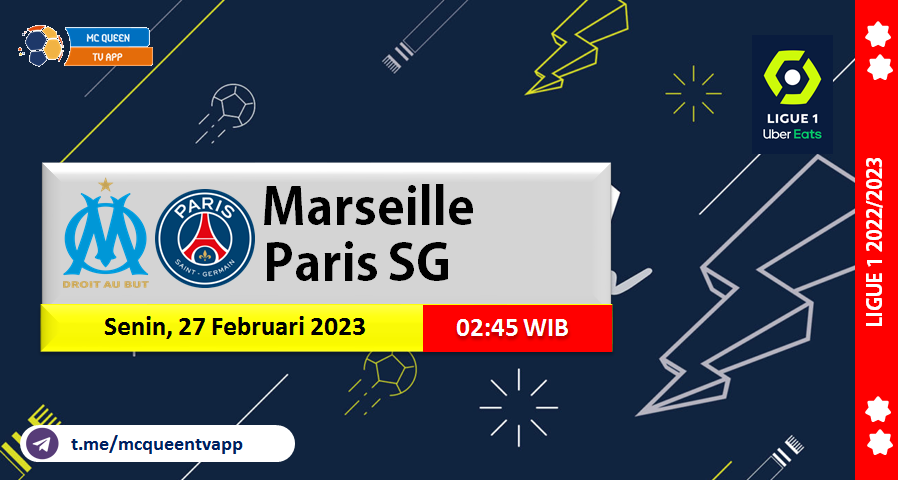 MC QUEEN
TV APP
LIGUE 1
Uber Eats
PARIS
SAINT - GERMAIN
DROIT AU BUT
Marseille
Paris SG
Senin, 27 Februari 2023
02:45 WIB
LIGUE 1 2022/2023
t.me/mcqueentvapp